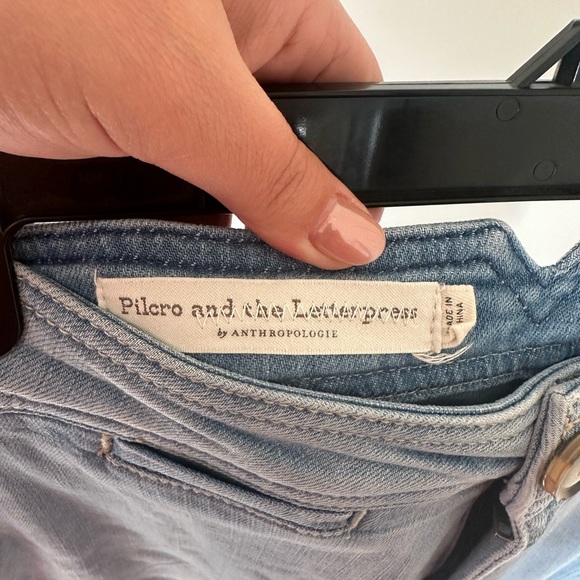 Pilcro and the Letterpress
by ANTHROPOLOGIE
MADE IN
CHINA